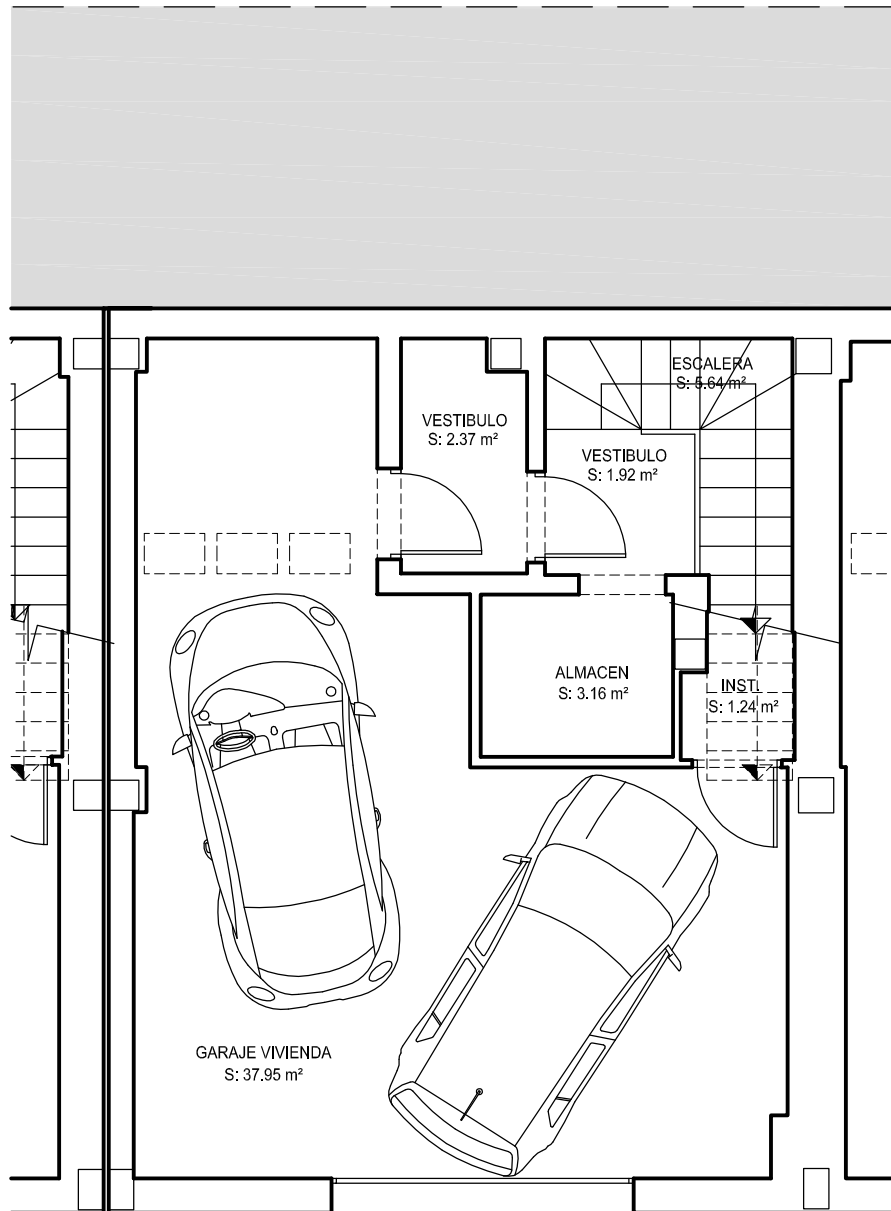 ESCALERA
S: 5.64 m²
VESTIBULO
S: 2.37 m²
VESTIBULO
S: 1.92 m²
ALMACEN
S: 3.16 m²
INST.
S: 1.24 m²
GARAJE VIVIENDA
S: 37.95 m²